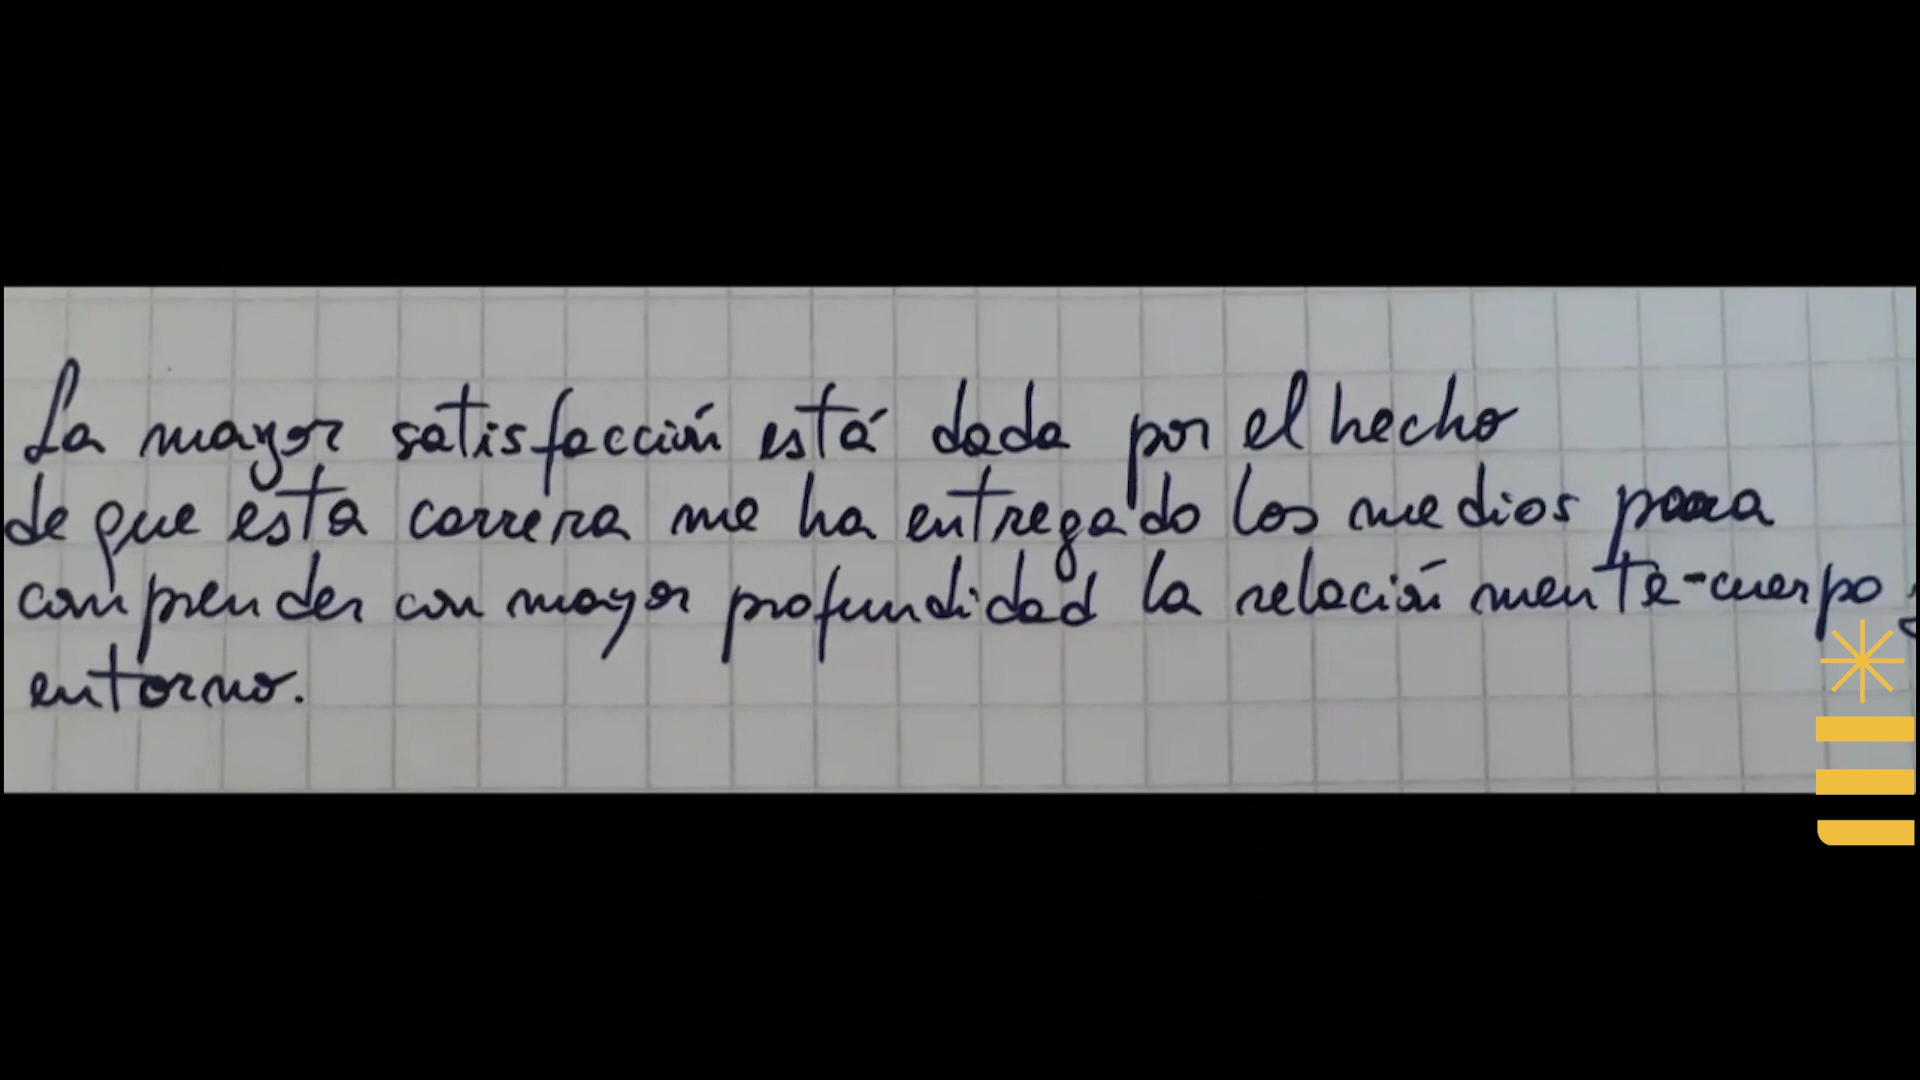 La mayor satisfacción está dada por el hecho
de que esta carrera me ha entregado los medios para
comprender con mayor profundidad la relación mente-cuerpo y
entorno.